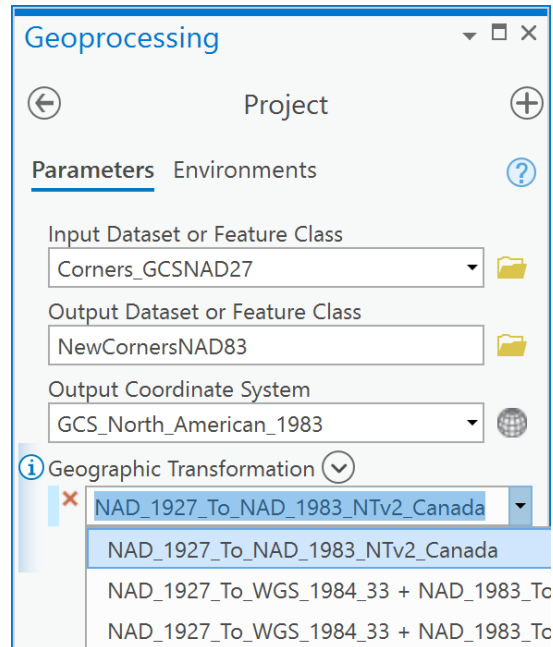 Geoprocessing
Project
Parameters Environments
Input Dataset or Feature Class
Corners_GCSNAD27
Output Dataset or Feature Class
NewCornersNAD83
Output Coordinate System
GCS_North_American_1983
Geographic Transformation
NAD_1927_To_NAD_1983_NTv2_Canada
NAD_1927_To_NAD_1983_NTv2_Canada
NAD_1927_To_WGS_1984_33 + NAD_1983_To
NAD_1927_To_WGS_1984_33 + NAD_1983_To